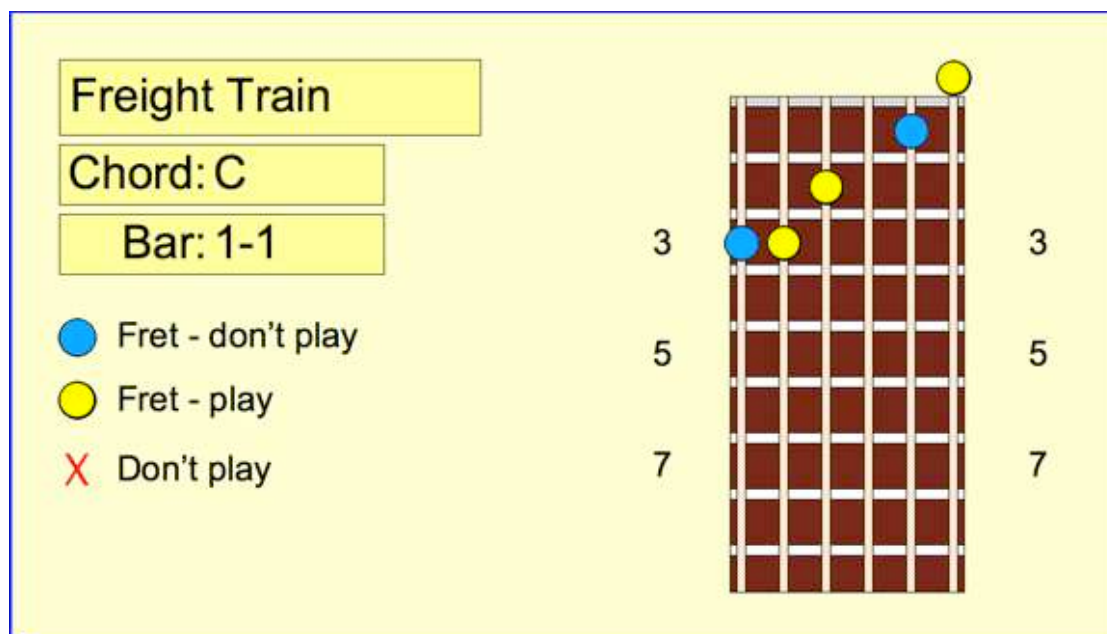 Freight Train
Chord: C
Bar: 1-1
Fret - don't play
Fret - play
X Don't play
3 3
5 5
7 7